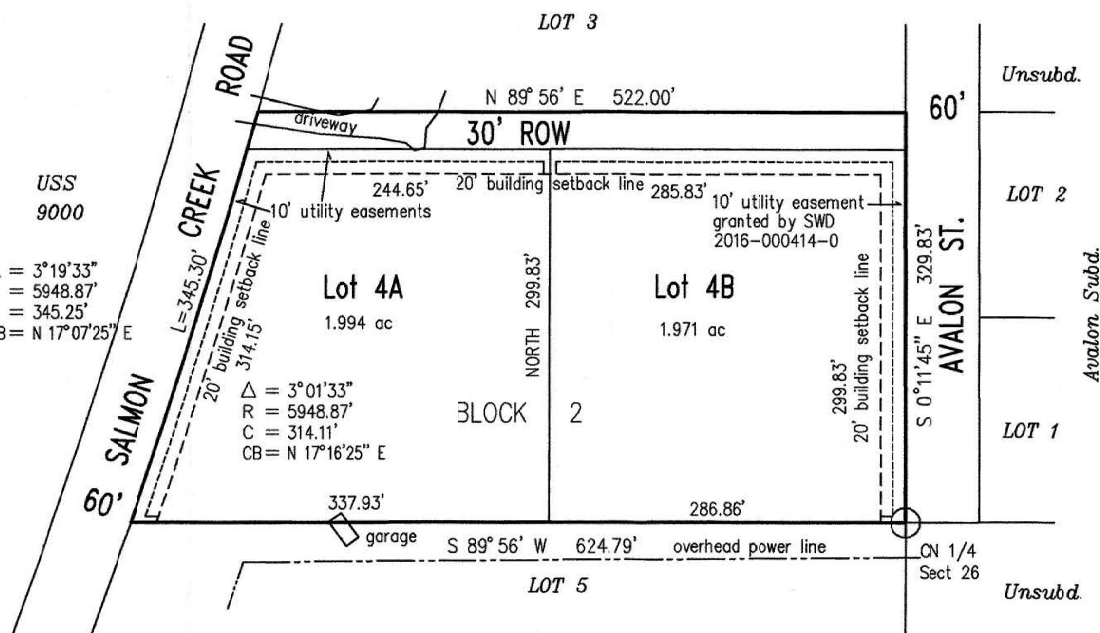 LOT 3
ROAD
N 89° 56' E 522.00'
60'
Unsubd.
driveway
30' ROW
USS
9000
244.65'
20' building setback line
285.83'
10' utility easements
10' utility easement
granted by SWD
2016-000414-0
LOT 2
CREEK
L=345.30'
= 3°19'33"
= 5948.87'
= 345.25'
= N 17°07'25" E
20' building setback line
314.15'
Lot 4A
1.994 ac
NORTH 299.83'
Lot 4B
1.971 ac
299.83'
20' building setback line
S 0°11'45" E 329.83'
AVALON ST.
Avalon Subd.
Δ = 3°01'33"
R = 5948.87'
C = 314.11'
CB= N 17°16'25" E
BLOCK 2
LOT 1
SALMON
60'
337.93'
286.86'
garage
S 89° 56' W 624.79'
overhead power line
CN 1/4
Sect 26
LOT 5
Unsubd.